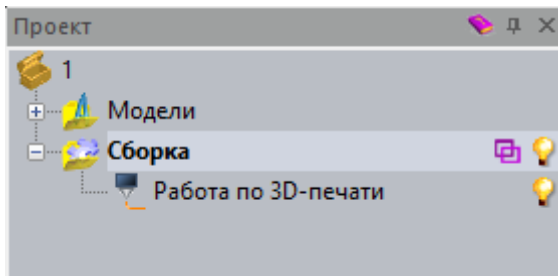 Проект
1
Модели
Сборка
Работа по 3D-печати